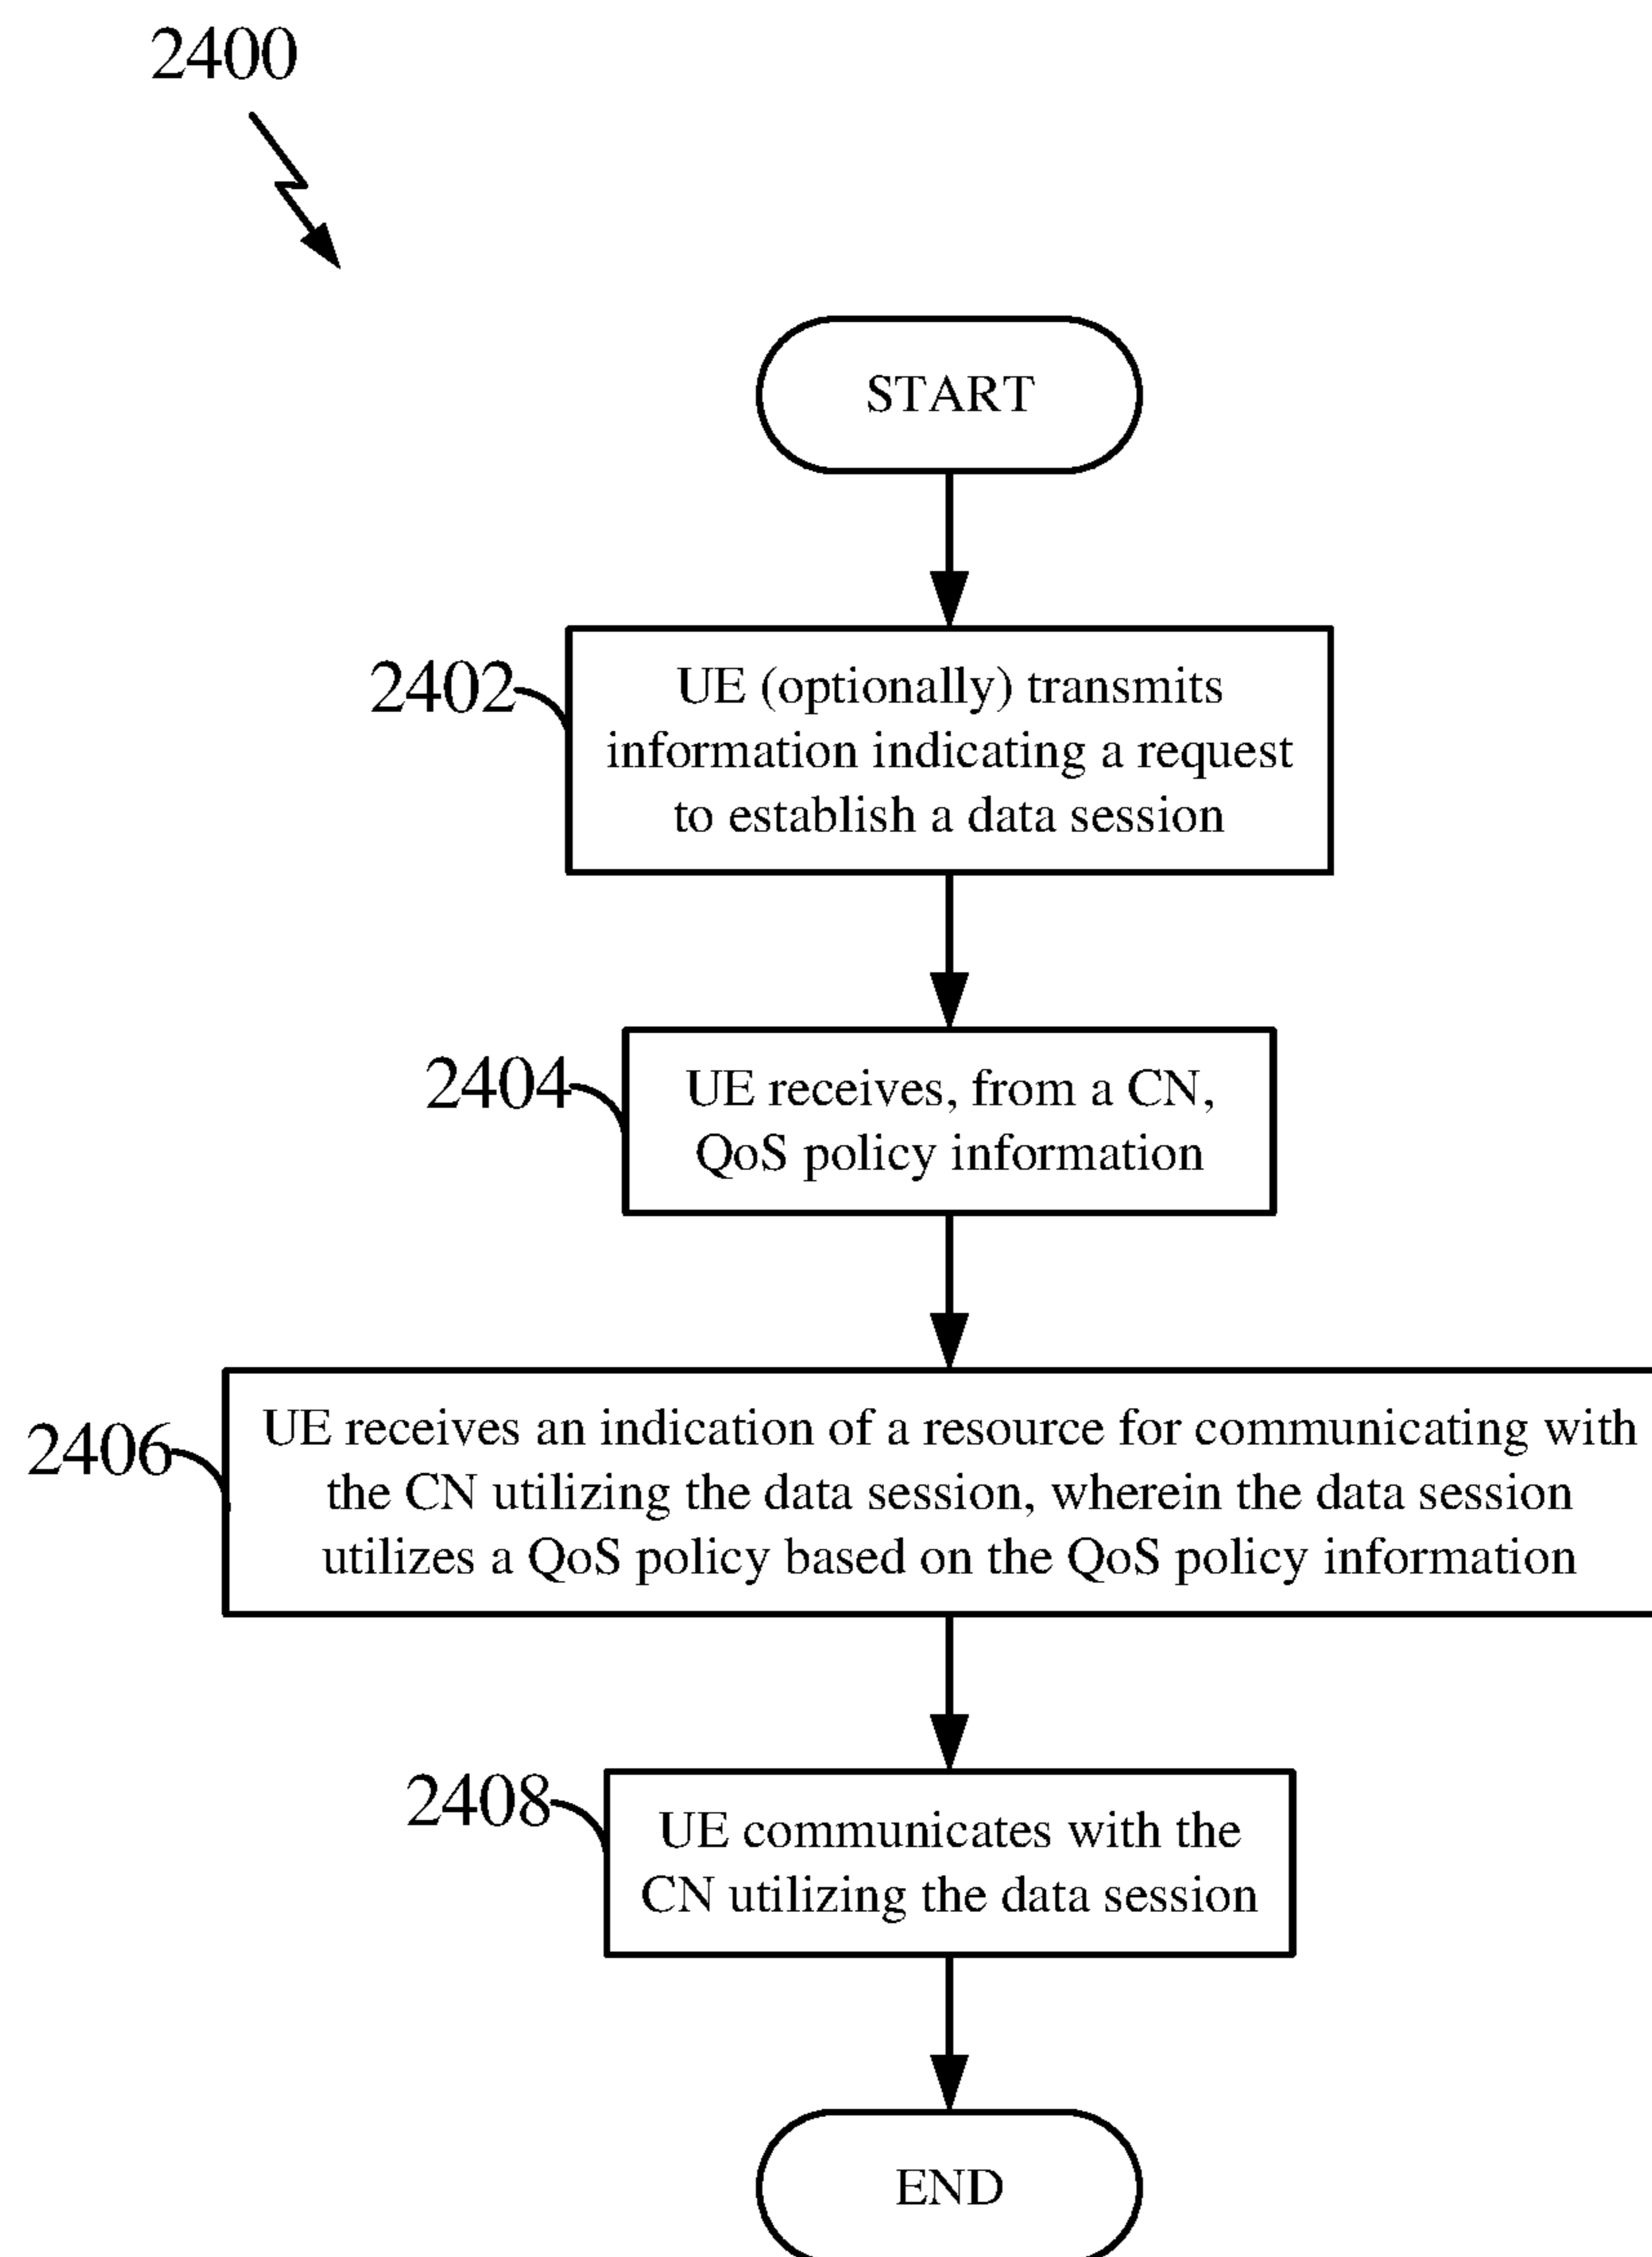 2400
START
2402
UE (optionally) transmits
information indicating a request
to establish a data session
2404
UE receives, from a CN,
QoS policy information
2406
UE receives an indication of a resource for communicating with
the CN utilizing the data session, wherein the data session
utilizes a QoS policy based on the QoS policy information
2408
UE communicates with the
CN utilizing the data session
END